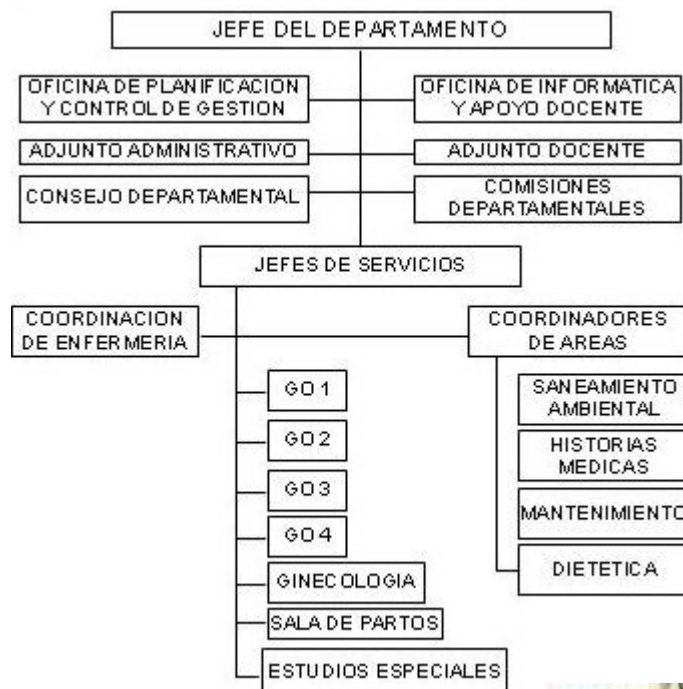 JEFE DEL DEPARTAMENTO
OFICINA DE PLANIFICACION
Y CONTROL DE GESTION
OFICINA DE INFORMATICA
Y APOYO DOCENTE
ADJUNTO ADMINISTRATIVO
ADJUNTO DOCENTE
CONSEJO DEPARTAMENTAL
COMISIONES
DEPARTAMENTALES
JEFES DE SERVICIOS
COORDINACION
DE ENFERMERIA
COORDINADORES
DE AREAS
GO 1
GO 2
GO 3
GO 4
GINECOLOGIA
SALA DE PARTOS
ESTUDIOS ESPECIALES
SANEAMIENTO
AMBIENTAL
HISTORIAS
MEDICAS
MANTENIMIENTO
DIETETICA